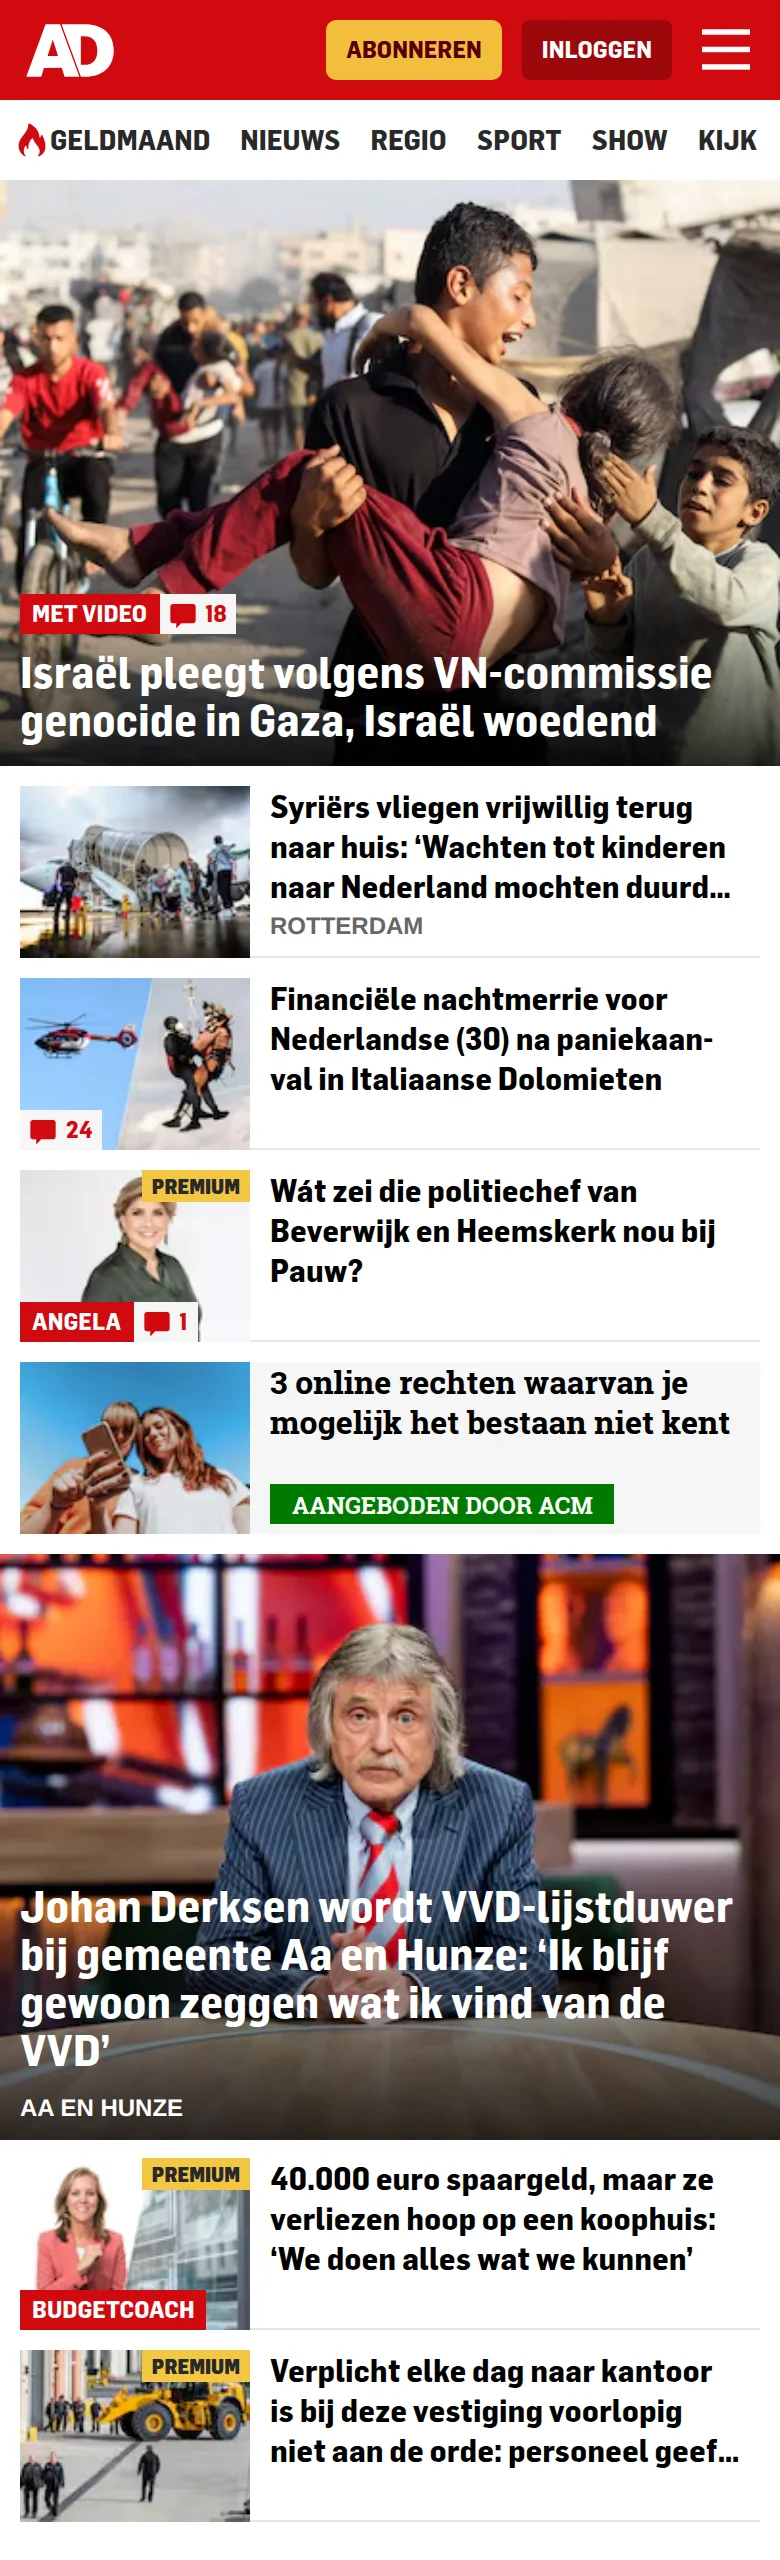 AD
ABONNEREN
INLOGGEN
GELDMAAND NIEUWS REGIO SPORT SHOW KIJK
MET VIDEO 18
Israël pleegt volgens VN-commissie
genocide in Gaza, Israël woedend
Syriërs vliegen vrijwillig terug
naar huis: ‘Wachten tot kinderen
naar Nederland mochten duurd...
ROTTERDAM
Financiële nachtmerrie voor
Nederlandse (30) na paniekaan-
val in Italiaanse Dolomieten
24
PREMIUM
Wát zei die politiechef van
Beverwijk en Heemskerk nou bij
Pauw?
ANGELA 1
3 online rechten waarvan je
mogelijk het bestaan niet kent
AANGEBODEN DOOR ACM
Johan Derksen wordt VVD-lijstduwer
bij gemeente Aa en Hunze: ‘Ik blijf
gewoon zeggen wat ik vind van de
VVD’
AA EN HUNZE
PREMIUM
40.000 euro spaargeld, maar ze
verliezen hoop op een koophuis:
‘We doen alles wat we kunnen’
BUDGETCOACH
PREMIUM
Verplicht elke dag naar kantoor
is bij deze vestiging voorlopig
niet aan de orde: personeel geef...